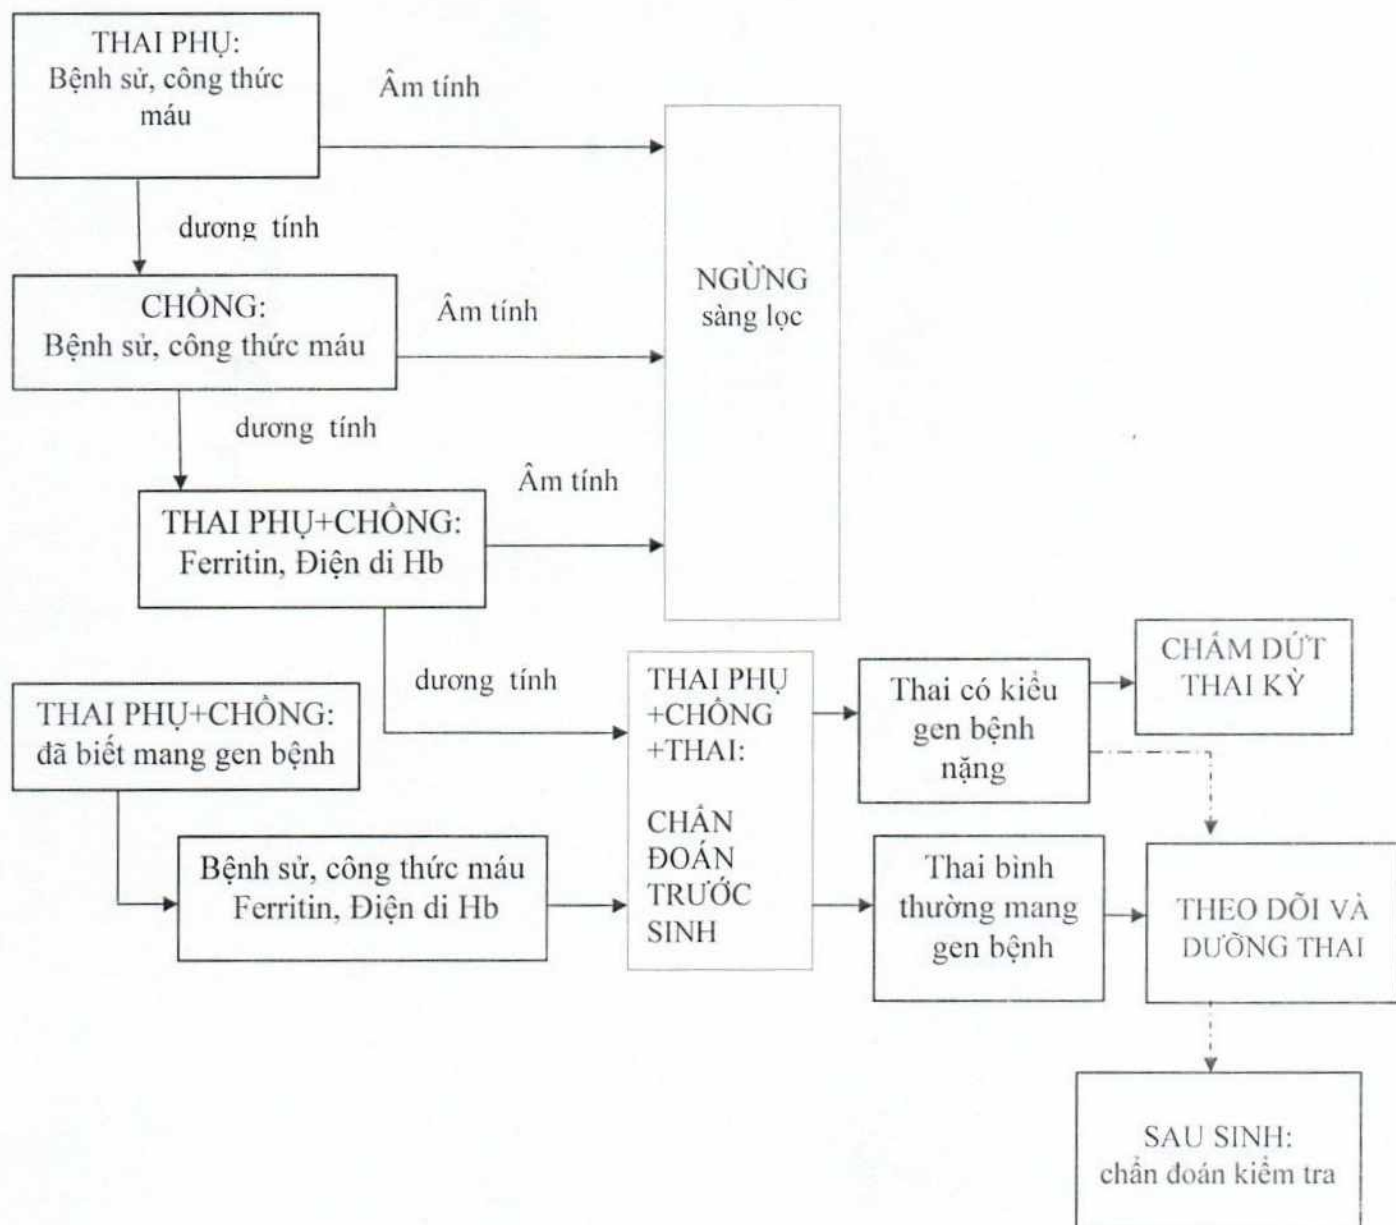 THAI PHỤ:
Bệnh sử, công thức
máu
Âm tính
dương tính
CHỒNG:
Bệnh sử, công thức máu
Âm tính
NGỪNG
sàng lọc
dương tính
THAI PHỤ+CHỒNG:
Ferritin, Điện di Hb
Âm tính
dương tính
THAI PHỤ+CHỒNG:
đã biết mang gen bệnh
Bệnh sử, công thức máu
Ferritin, Điện di Hb
THAI PHỤ
+CHỒNG
+THAI:
CHẨN
ĐOÁN
TRƯỚC
SINH
Thai có kiểu
gen bệnh
nặng
CHẤM DỨT
THAI KỲ
Thai bình
thường mang
gen bệnh
THEO DÕI VÀ
DƯỠNG THAI
SAU SINH:
chẩn đoán kiểm tra